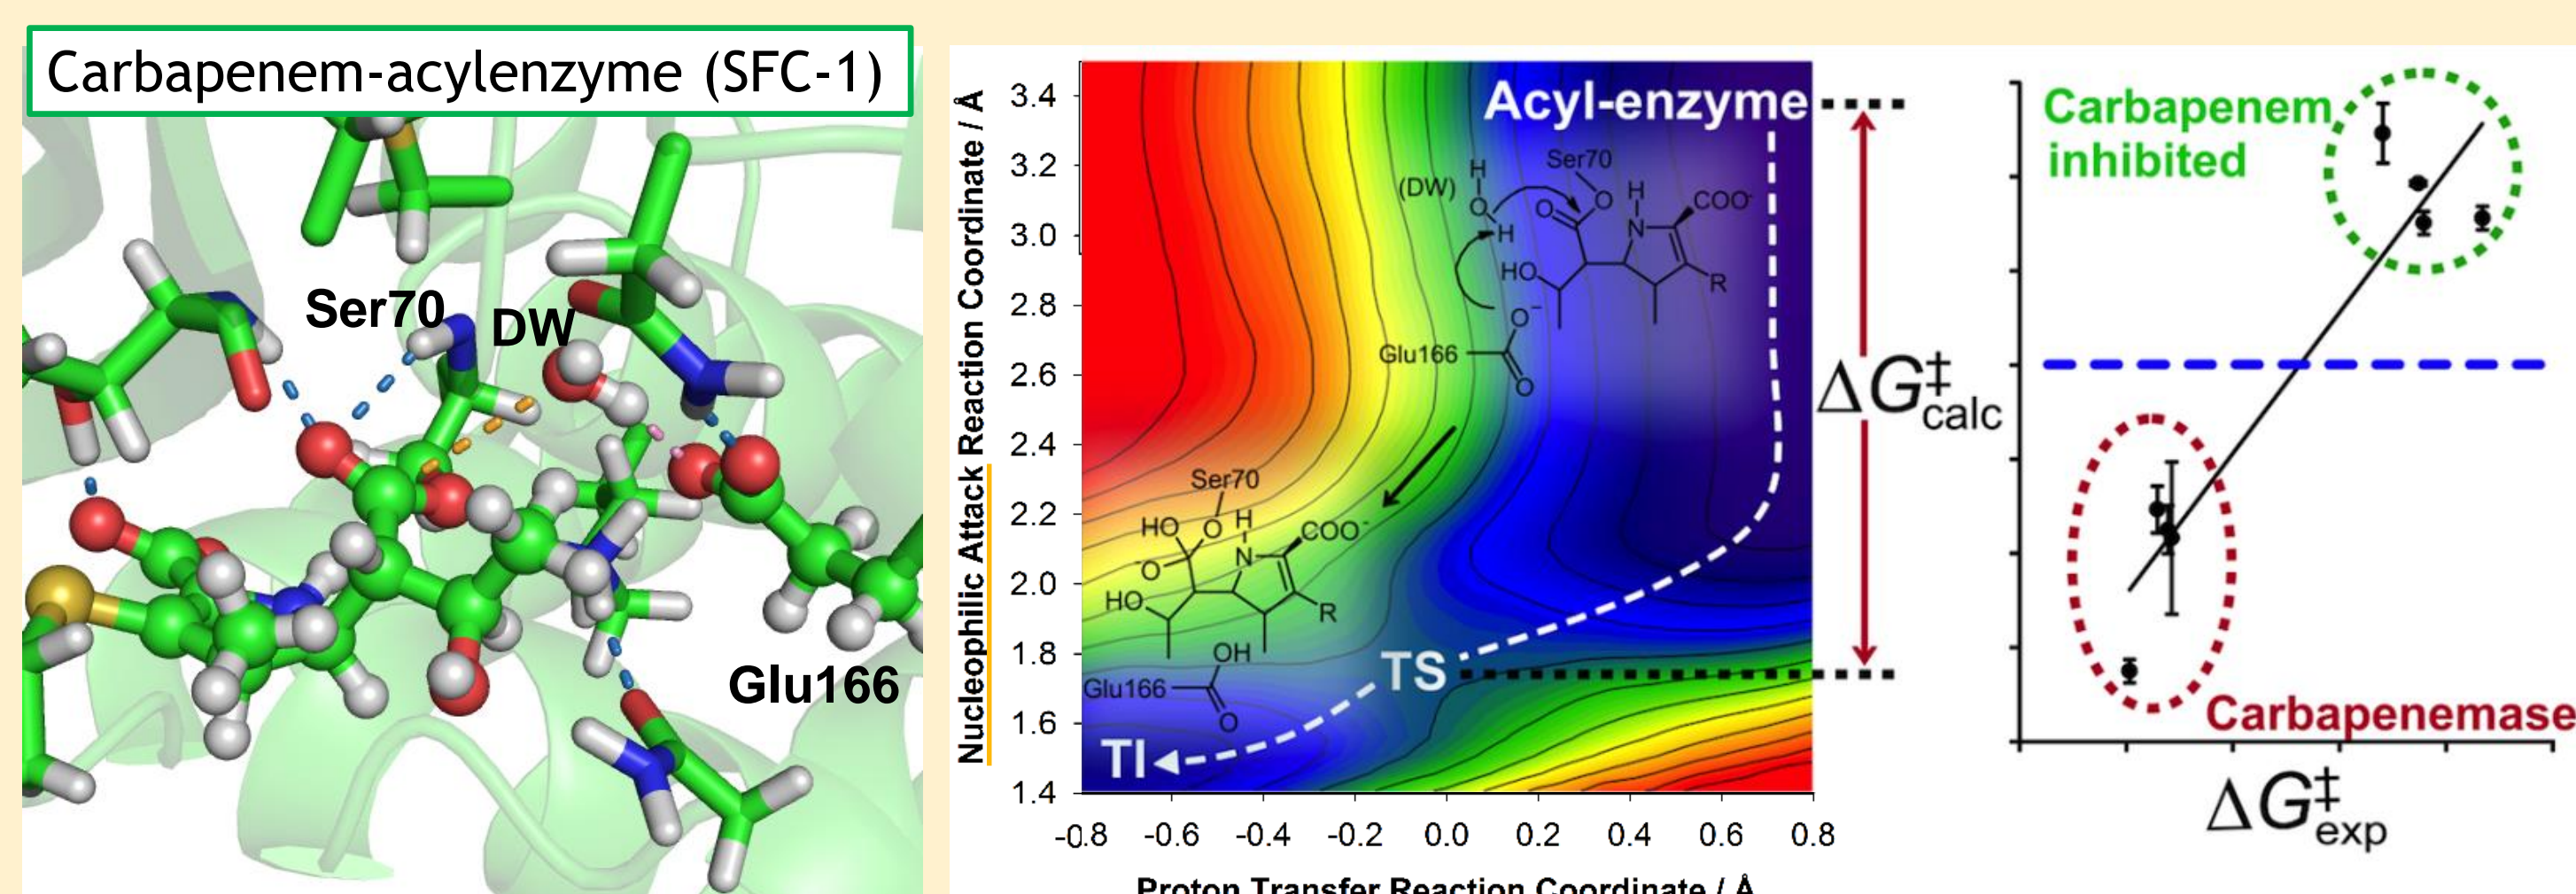 Carbapenem-acylenzyme (SFC-1)
Ser70
DW
Glu166
Nucleophilic Attack Reaction Coordinate / Å
3.4
3.2
3.0
2.8
2.6
2.4
2.2
2.0
1.8
1.6
1.4
-0.8 -0.6 -0.4 -0.2 0.0 0.2 0.4 0.6 0.8
Proton Transfer Reaction Coordinate / Å
Acyl-enzyme
(DW)
H
O
H
Ser70
O
O
H
N
COO-
HO
R
O-
Glu166
O
Ser70
HO
O
H
N
COO-
-O
HO
R
OH
Glu166
O
TS
TI
ΔG‡calc
Carbapenem
inhibited
Carbapenemase
ΔG‡exp